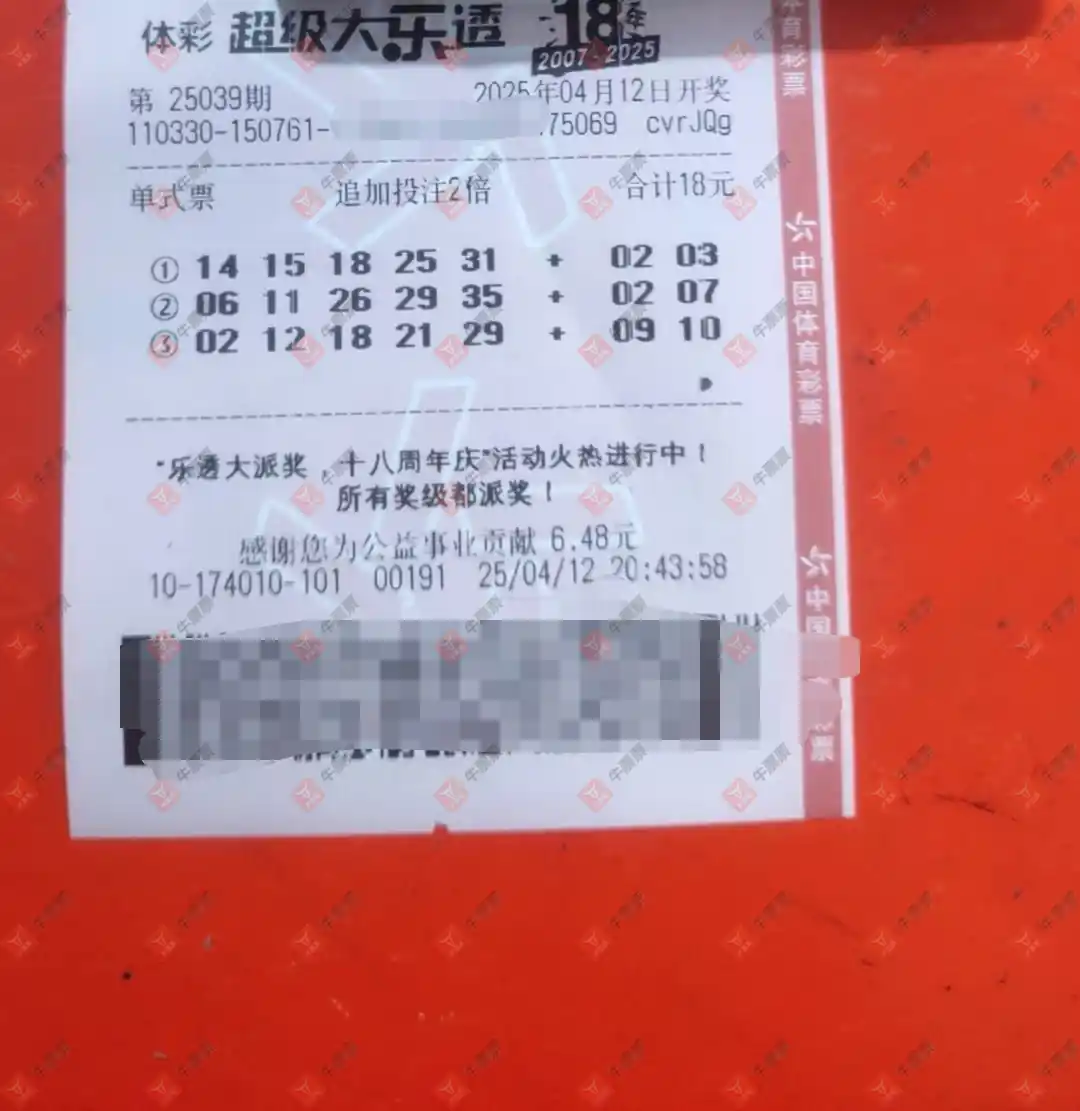 体彩 超级大乐透 18年
2007-2025
第 25039期 2025年04月12日开奖
110330-150761- 75069 cvrJQg
单式票 追加投注2倍 合计18元
① 14 15 18 25 31 + 02 03
② 06 11 26 29 35 + 02 07
③ 02 12 18 21 29 + 09 10
“乐透大派奖，十八周年庆”活动火热进行中！
所有奖级都派奖！
感谢您为公益事业贡献 6.48元
10-174010-101 00191 25/04/12 20:43:58
体育彩票
中国体育彩票
中国
票
牛票票